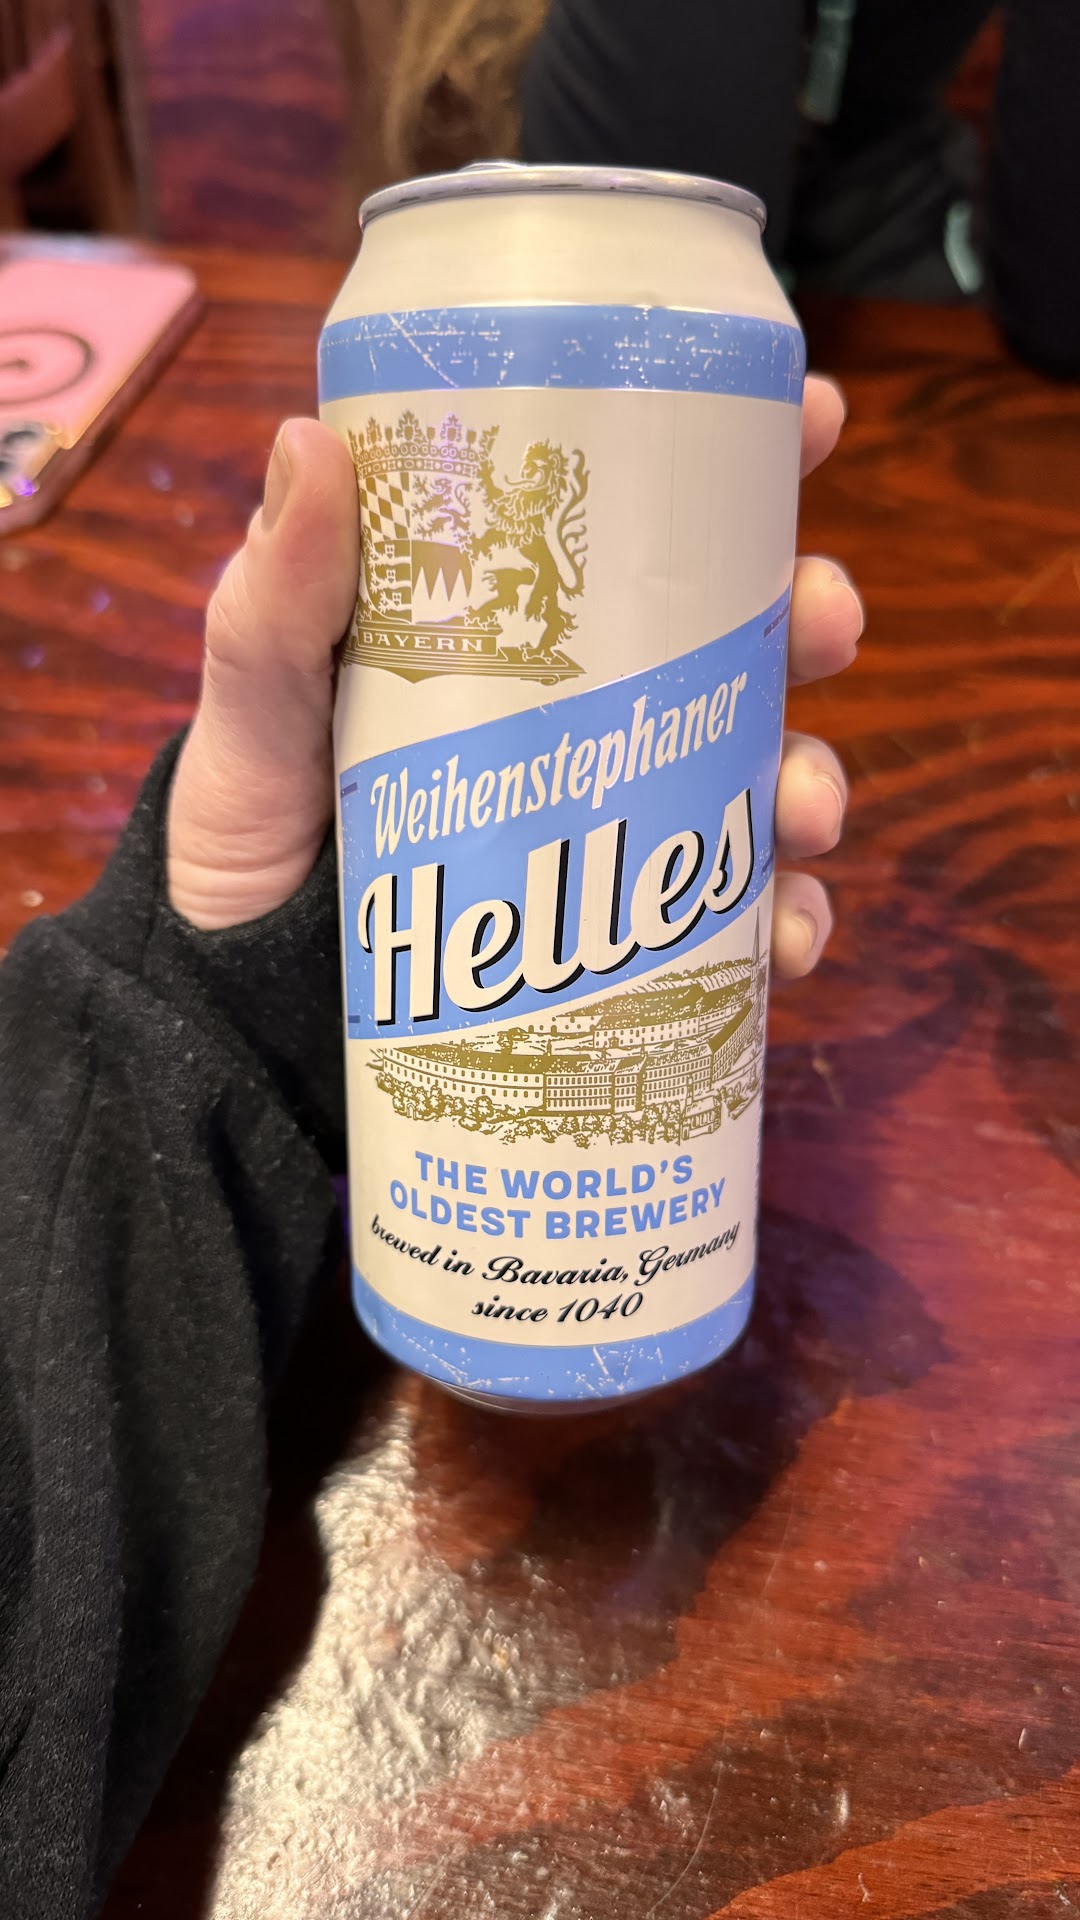 BAYERN
Weihenstephaner
Helles
THE WORLD'S
OLDEST BREWERY
brewed in Bavaria, Germany
since 1040